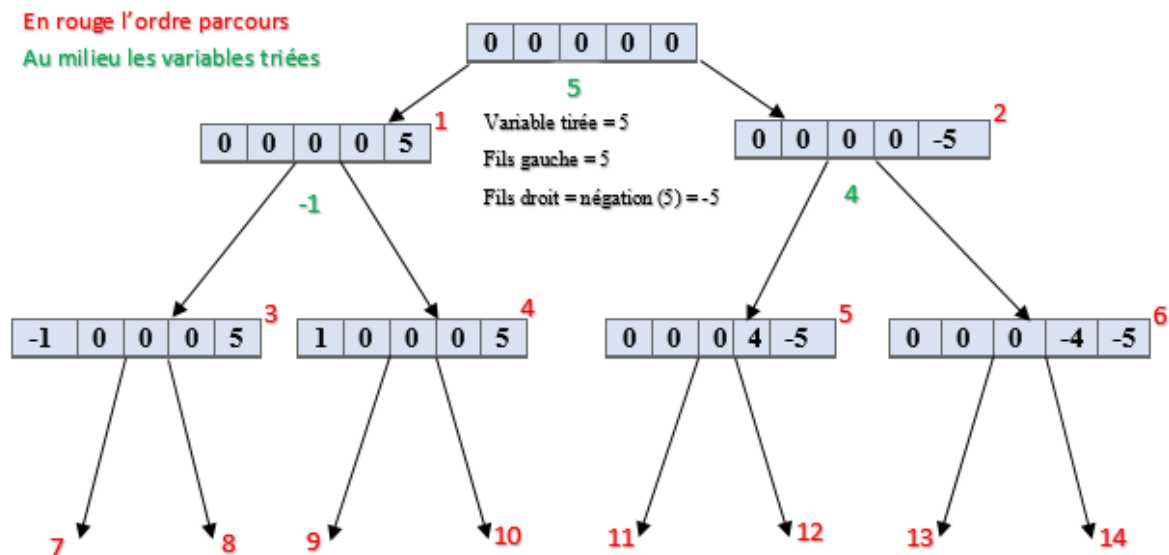 En rouge l'ordre parcours
Au milieu les variables triées
0 0 0 0 0
5
1
0 0 0 0 5
Variable tirée = 5
Fils gauche = 5
Fils droit = négation (5) = -5
2
0 0 0 0 -5
-1
4
3
-1 0 0 0 5
4
1 0 0 0 5
5
0 0 0 4 -5
6
0 0 0 -4 -5
7 8 9 10 11 12 13 14